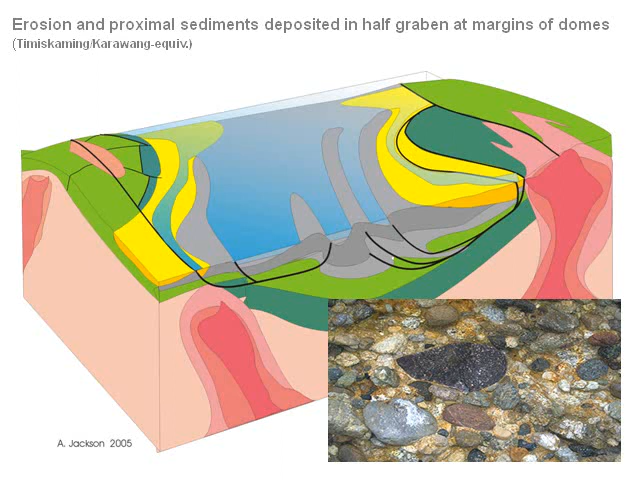 Erosion and proximal sediments deposited in half graben at margins of domes
(Timiskaming/Karawang-equiv.)
A. Jackson 2005